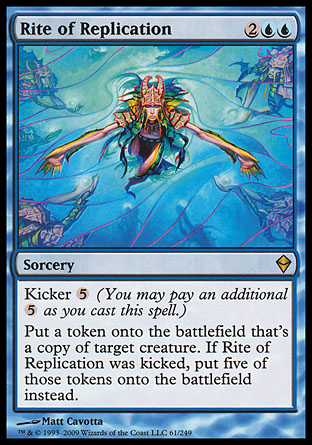 Rite of Replication 2
Sorcery
Kicker 5 (You may pay an additional
5 as you cast this spell.)
Put a token onto the battlefield that's
a copy of target creature. If Rite of
Replication was kicked, put five of
those tokens onto the battlefield
instead.
Matt Cavotta
™ & © 1993–2009 Wizards of the Coast LLC 61/249